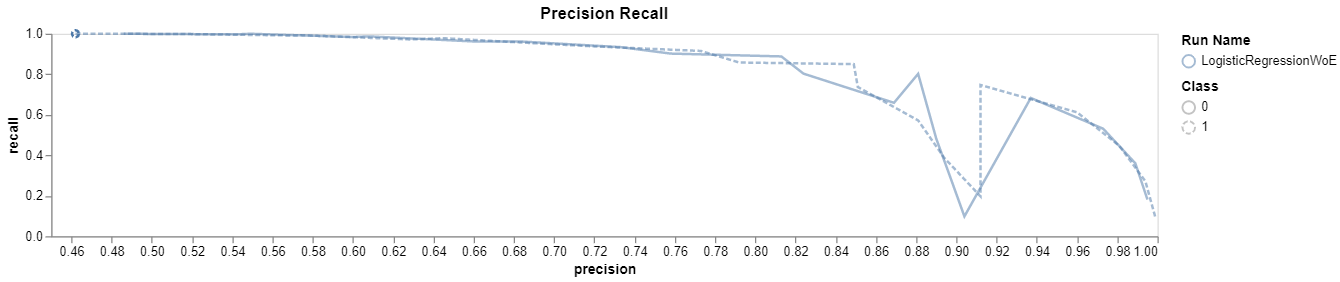 Precision Recall
1.0
0.8
0.6
0.4
0.2
0.0
recall
0.46 0.48 0.50 0.52 0.54 0.56 0.58 0.60 0.62 0.64 0.66 0.68 0.70 0.72 0.74 0.76 0.78 0.80 0.82 0.84 0.86 0.88 0.90 0.92 0.94 0.96 0.98 1.00
precision
Run Name
LogisticRegressionWoE
Class
0
1